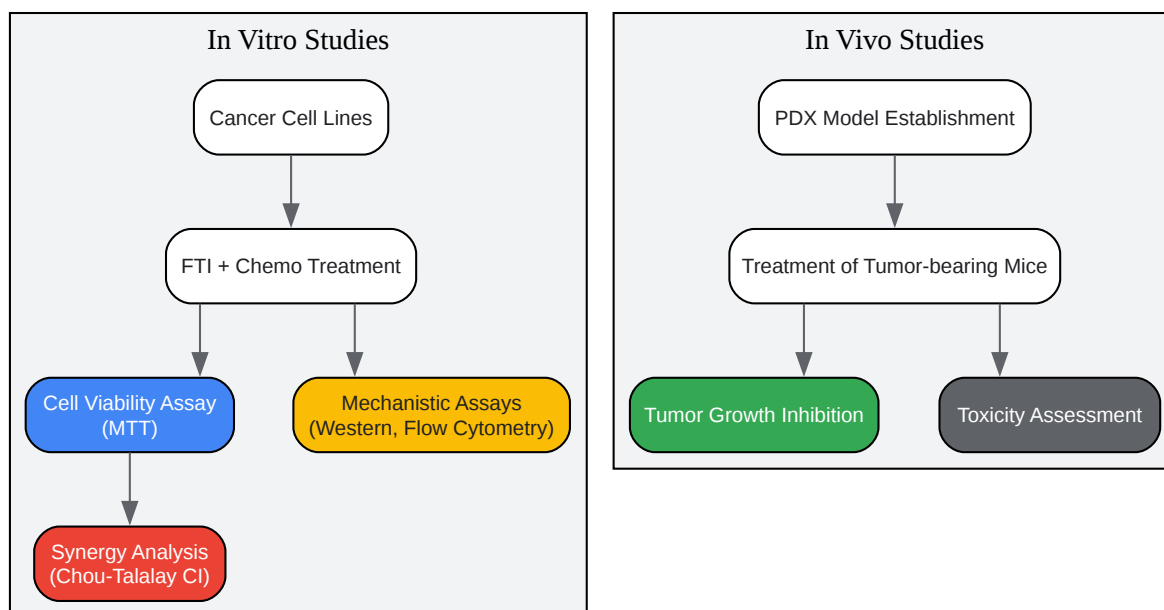 In Vitro Studies
Cancer Cell Lines
FTI + Chemo Treatment
Cell Viability Assay
(MTT)
Mechanistic Assays
(Western, Flow Cytometry)
Synergy Analysis
(Chou-Talalay CI)
In Vivo Studies
PDX Model Establishment
Treatment of Tumor-bearing Mice
Tumor Growth Inhibition
Toxicity Assessment